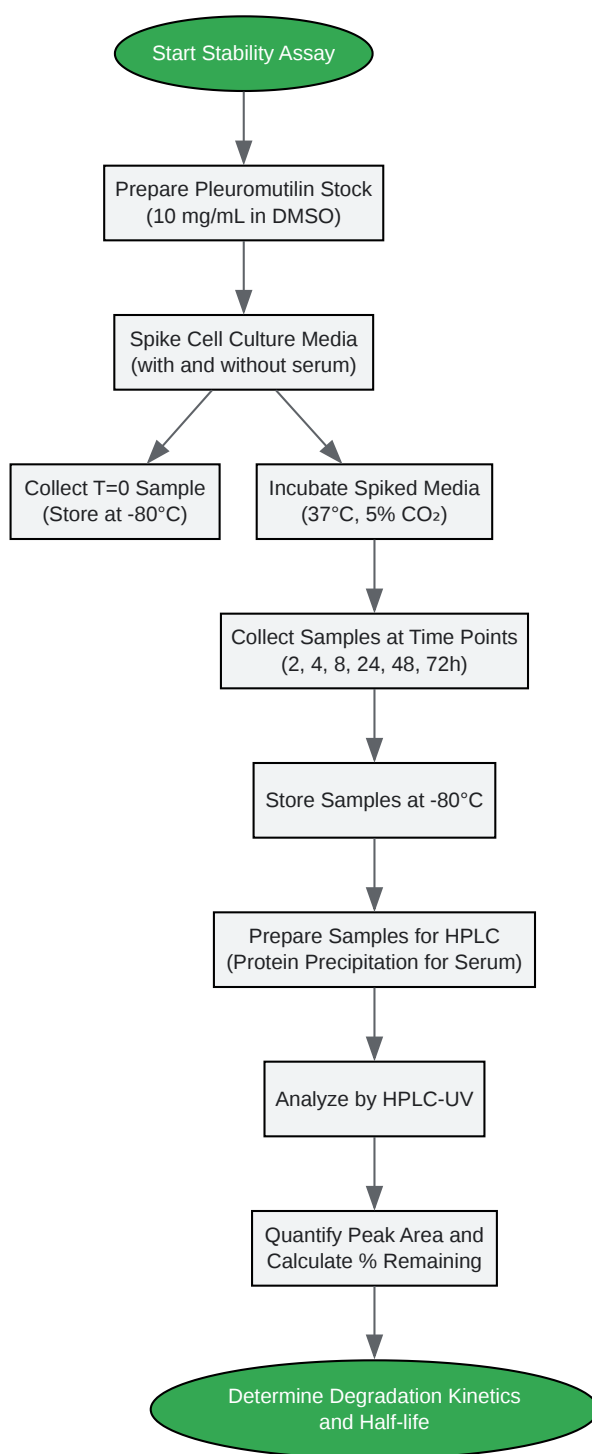 Start Stability Assay
Prepare Pleuromutilin Stock
(10 mg/mL in DMSO)
Spike Cell Culture Media
(with and without serum)
Collect T=0 Sample
(Store at -80°C)
Incubate Spiked Media
(37°C, 5% CO₂)
Collect Samples at Time Points
(2, 4, 8, 24, 48, 72h)
Store Samples at -80°C
Prepare Samples for HPLC
(Protein Precipitation for Serum)
Analyze by HPLC-UV
Quantify Peak Area and
Calculate % Remaining
Determine Degradation Kinetics
and Half-life